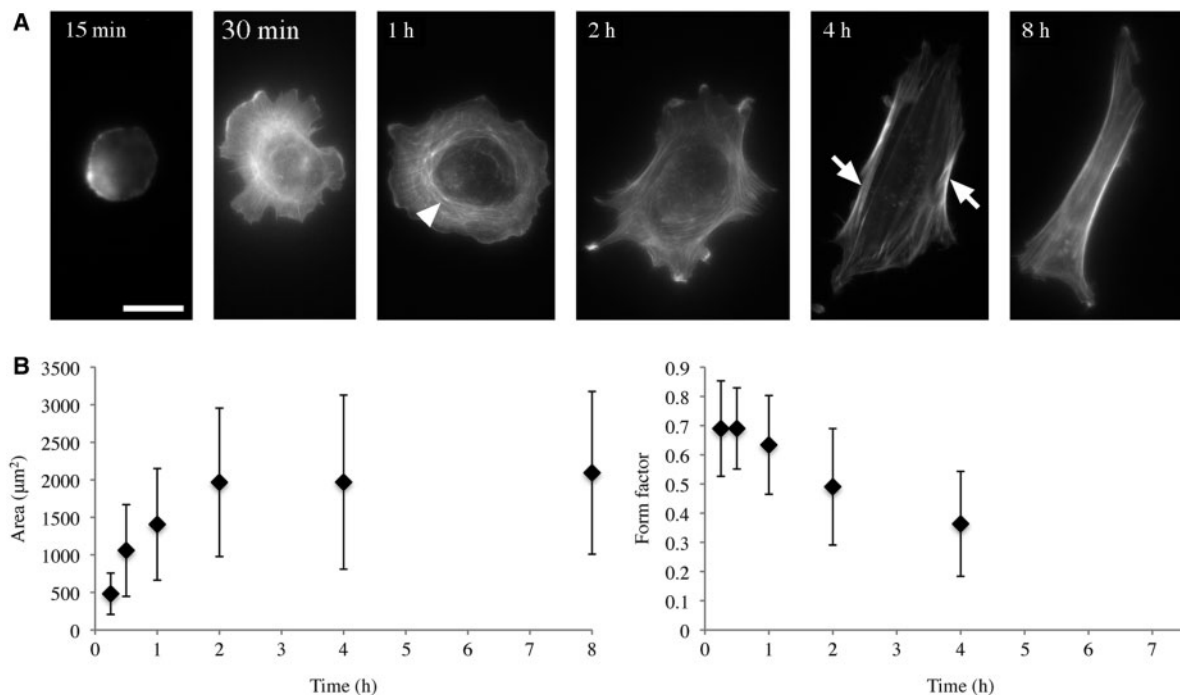 A
15 min
30 min
1 h
2 h
4 h
8 h
B
3500
3000
2500
2000
1500
1000
500
0
Area (µm²)
0 1 2 3 4 5 6 7 8
Time (h)
0.9
0.8
0.7
0.6
0.5
0.4
0.3
0.2
0.1
0
Form factor
0 1 2 3 4 5 6 7
Time (h)